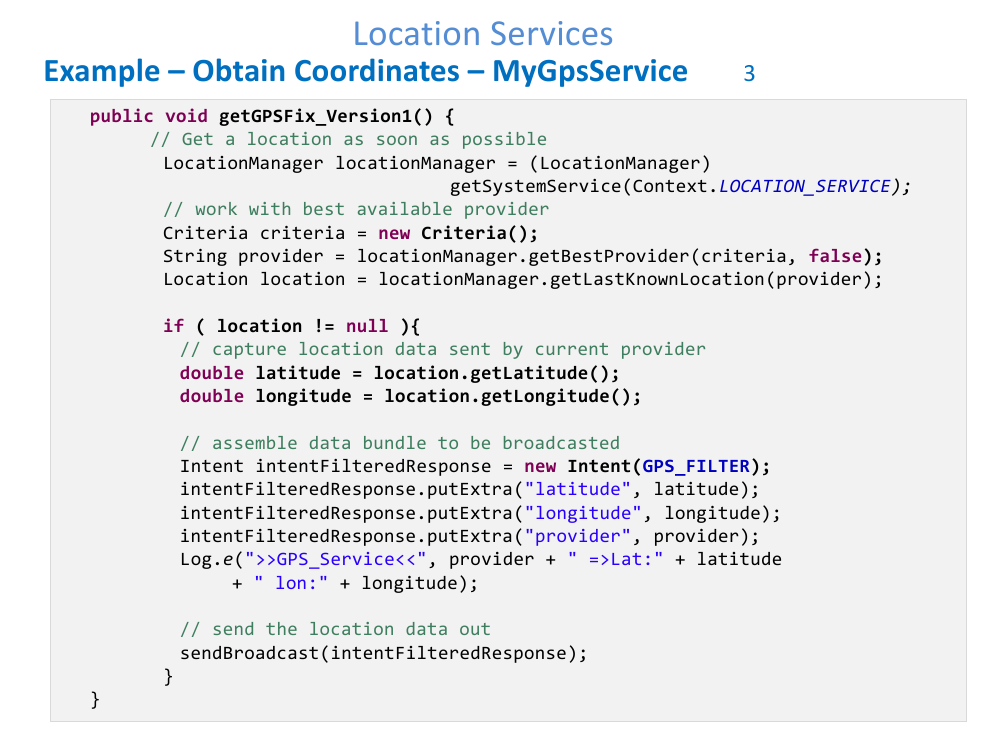 Location Services
Example – Obtain Coordinates – MyGpsService 3
public void getGPSFix_Version1() {
// Get a location as soon as possible
LocationManager locationManager = (LocationManager)
getSystemService(Context.LOCATION_SERVICE);
// work with best available provider
Criteria criteria = new Criteria();
String provider = locationManager.getBestProvider(criteria, false);
Location location = locationManager.getLastKnownLocation(provider);
if ( location != null ){
// capture location data sent by current provider
double latitude = location.getLatitude();
double longitude = location.getLongitude();
// assemble data bundle to be broadcasted
Intent intentFilteredResponse = new Intent(GPS_FILTER);
intentFilteredResponse.putExtra("latitude", latitude);
intentFilteredResponse.putExtra("longitude", longitude);
intentFilteredResponse.putExtra("provider", provider);
Log.e(">>GPS_Service<<", provider + " =>Lat:" + latitude
+ " lon:" + longitude);
// send the location data out
sendBroadcast(intentFilteredResponse);
}
}